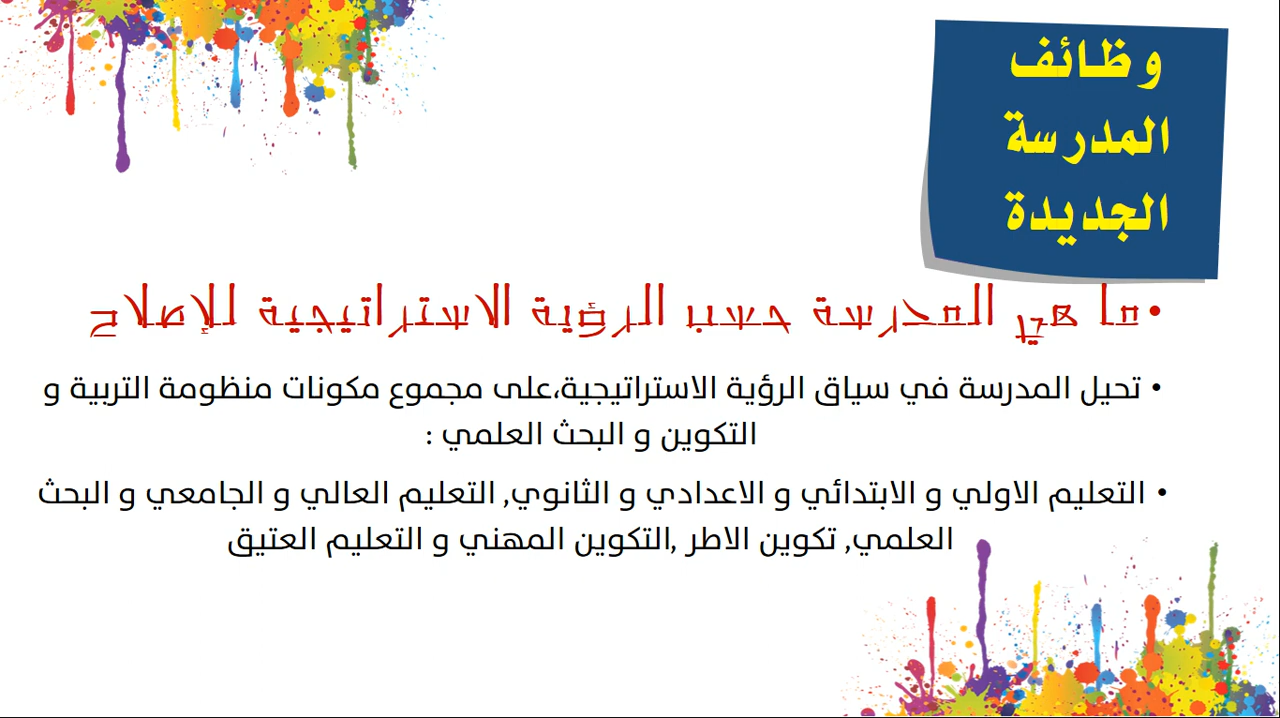 وظائف
المدرسة
الجديدة
•ما هي المدرسة حسب الرؤية الاستراتيجية للإصلاح
• تحيل المدرسة في سياق الرؤية الاستراتيجية،على مجموع مكونات منظومة التربية و
التكوين و البحث العلمي :
• التعليم الاولي و الابتدائي و الاعدادي و الثانوي, التعليم العالي و الجامعي و البحث
العلمي, تكوين الاطر ,التكوين المهني و التعليم العتيق